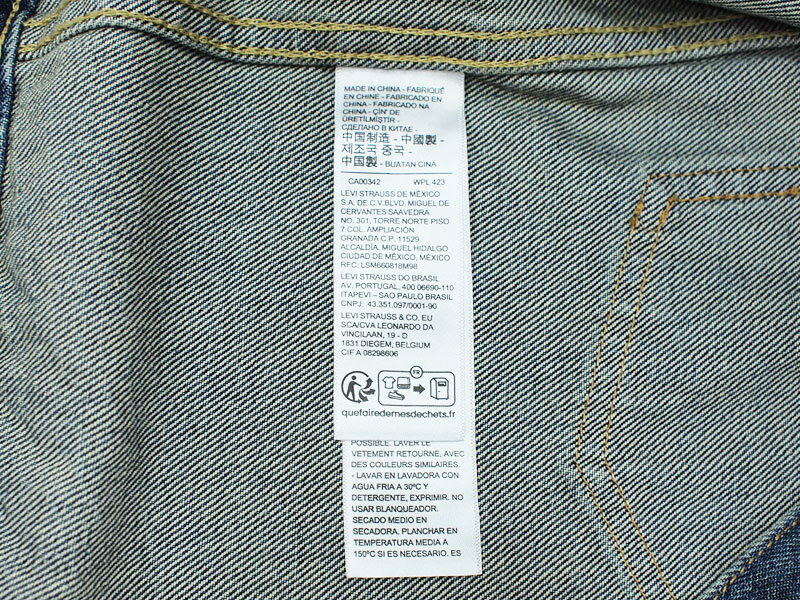 MADE IN CHINA - FABRIQUÉ
EN CHINE - FABRICADO EN
CHINA - FABRICADO NA
CHINA - ÇİN' DE
ÜRETİLMİŞTİR -
СДЕЛАНО В КИТАЕ -
中国制造 - 中國製 -
제조국 중국 -
中国製 - BUATAN CINA
CA00342 WPL 423
LEVI STRAUSS DE MÉXICO
S.A. DE C.V.BLVD. MIGUEL DE
CERVANTES SAAVEDRA
NO. 301, TORRE NORTE PISO
7 COL. AMPLIACIÓN
GRANADA C.P. 11529
ALCALDÍA. MIGUEL HIDALGO
CIUDAD DE MÉXICO, MÉXICO.
RFC: LSM660818M98
LEVI STRAUSS DO BRASIL
AV. PORTUGAL, 400 06690-110
ITAPEVI – SAO PAULO BRASIL
CNPJ: 43.351.097/0001-90
LEVI STRAUSS & CO. EU
SCA/CVA LEONARDO DA
VINCILAAN, 19 - D
1831 DIEGEM, BELGIUM
CIF A 08298606
FR
quefairedemesdechets.fr
POSSIBLE. LAVER LE
VETEMENT RETOURNE, AVEC
DES COULEURS SIMILAIRES.
- LAVAR EN LAVADORA CON
AGUA FRIA A 30ºC Y
DETERGENTE, EXPRIMIR. NO
USAR BLANQUEADOR.
SECADO MEDIO EN
SECADORA. PLANCHAR EN
TEMPERATURA MEDIA A
150ºC SI ES NECESARIO. ES